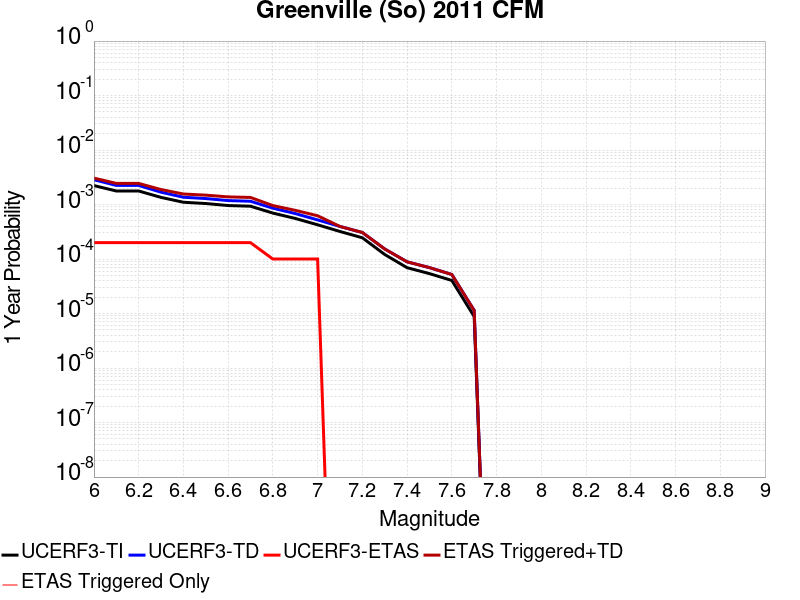 Greenville (So) 2011 CFM
1 Year Probability
10^0
10^-1
10^-2
10^-3
10^-4
10^-5
10^-6
10^-7
10^-8
6 6.2 6.4 6.6 6.8 7 7.2 7.4 7.6 7.8 8 8.2 8.4 8.6 8.8 9
Magnitude
UCERF3-TI UCERF3-TD UCERF3-ETAS ETAS Triggered+TD
ETAS Triggered Only